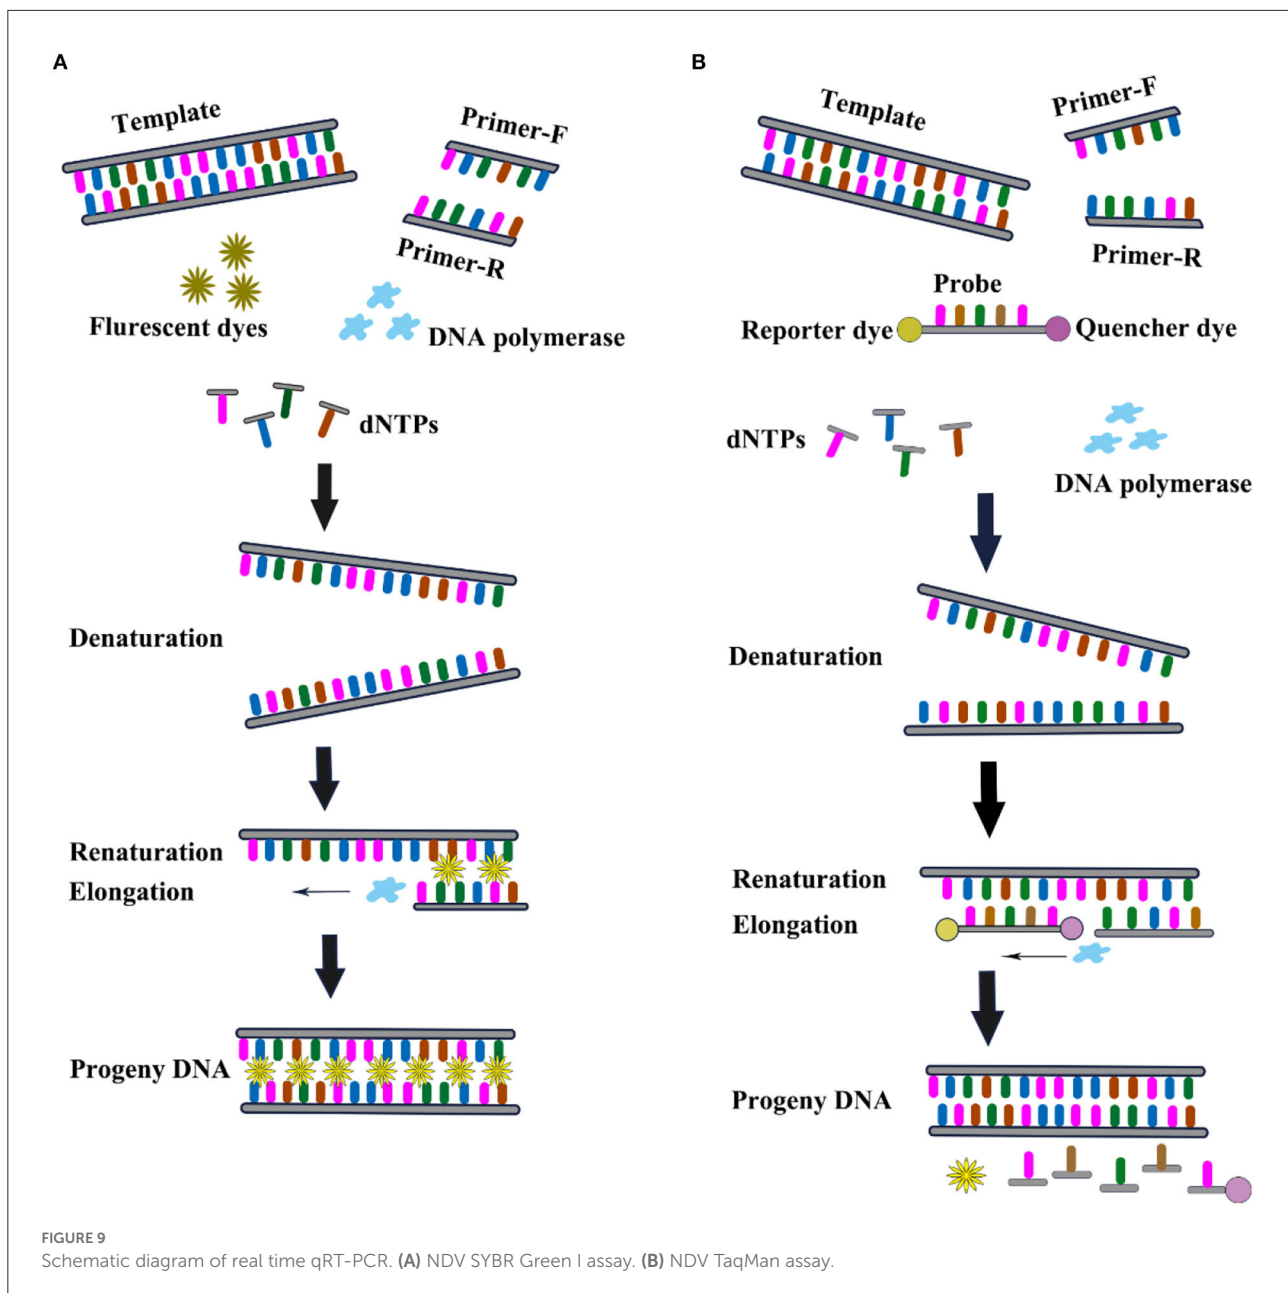 A
Template
Primer-F
Primer-R
Flurescent dyes
DNA polymerase
dNTPs
Denaturation
Renaturation
Elongation
Progeny DNA
B
Template
Primer-F
Primer-R
Probe
Reporter dye
Quencher dye
dNTPs
DNA polymerase
Denaturation
Renaturation
Elongation
Progeny DNA
FIGURE 9
Schematic diagram of real time qRT-PCR. (A) NDV SYBR Green I assay. (B) NDV TaqMan assay.